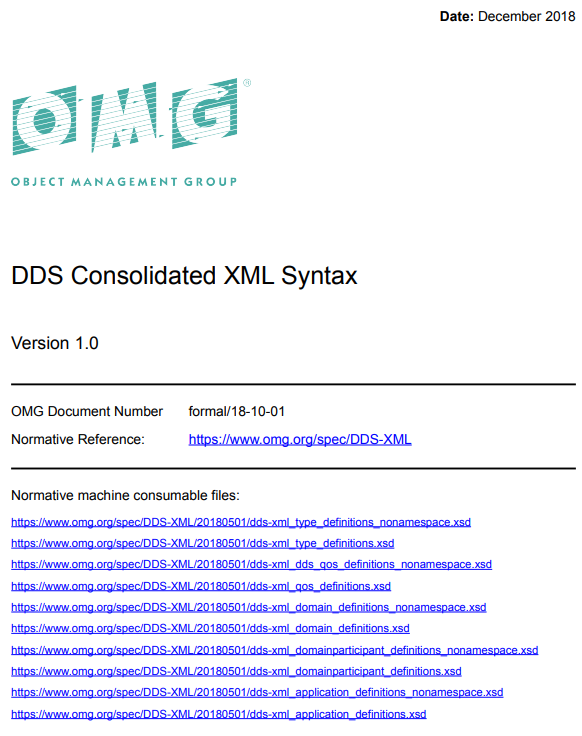 Date: December 2018
OMG
®
OBJECT MANAGEMENT GROUP
DDS Consolidated XML Syntax
Version 1.0
OMG Document Number formal/18-10-01
Normative Reference: https://www.omg.org/spec/DDS-XML
Normative machine consumable files:
https://www.omg.org/spec/DDS-XML/20180501/dds-xml_type_definitions_nonamespace.xsd
https://www.omg.org/spec/DDS-XML/20180501/dds-xml_type_definitions.xsd
https://www.omg.org/spec/DDS-XML/20180501/dds-xml_dds_qos_definitions_nonamespace.xsd
https://www.omg.org/spec/DDS-XML/20180501/dds-xml_qos_definitions.xsd
https://www.omg.org/spec/DDS-XML/20180501/dds-xml_domain_definitions_nonamespace.xsd
https://www.omg.org/spec/DDS-XML/20180501/dds-xml_domain_definitions.xsd
https://www.omg.org/spec/DDS-XML/20180501/dds-xml_domainparticipant_definitions_nonamespace.xsd
https://www.omg.org/spec/DDS-XML/20180501/dds-xml_domainparticipant_definitions.xsd
https://www.omg.org/spec/DDS-XML/20180501/dds-xml_application_definitions_nonamespace.xsd
https://www.omg.org/spec/DDS-XML/20180501/dds-xml_application_definitions.xsd